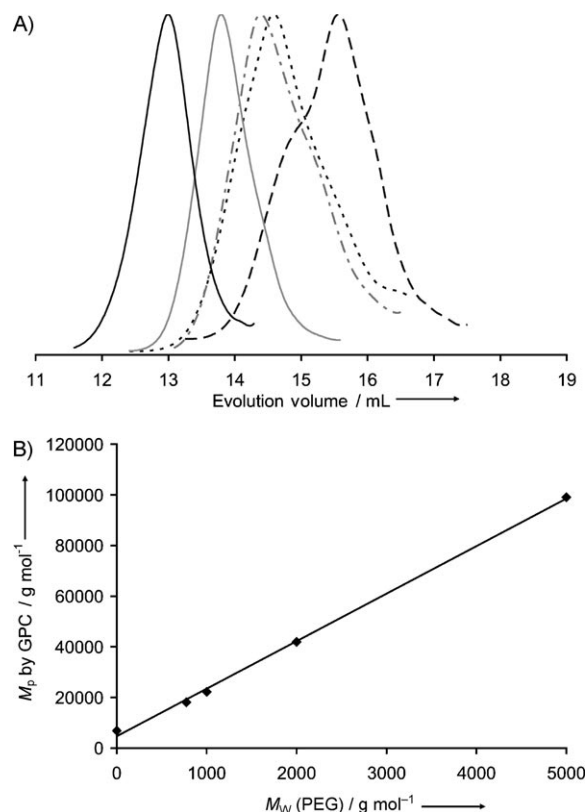 A)
11 12 13 14 15 16 17 18 19
Evolution volume / mL
B)
120000
100000
80000
60000
40000
20000
0
Mp by GPC / g mol⁻¹
0 1000 2000 3000 4000 5000
MW (PEG) / g mol⁻¹